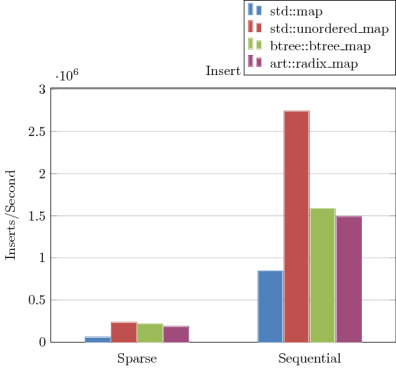 std::map
std::unordered_map
btree::btree_map
art::radix_map
Insert
·10⁶
3
2.5
2
1.5
1
0.5
0
Inserts/Second
Sparse
Sequential